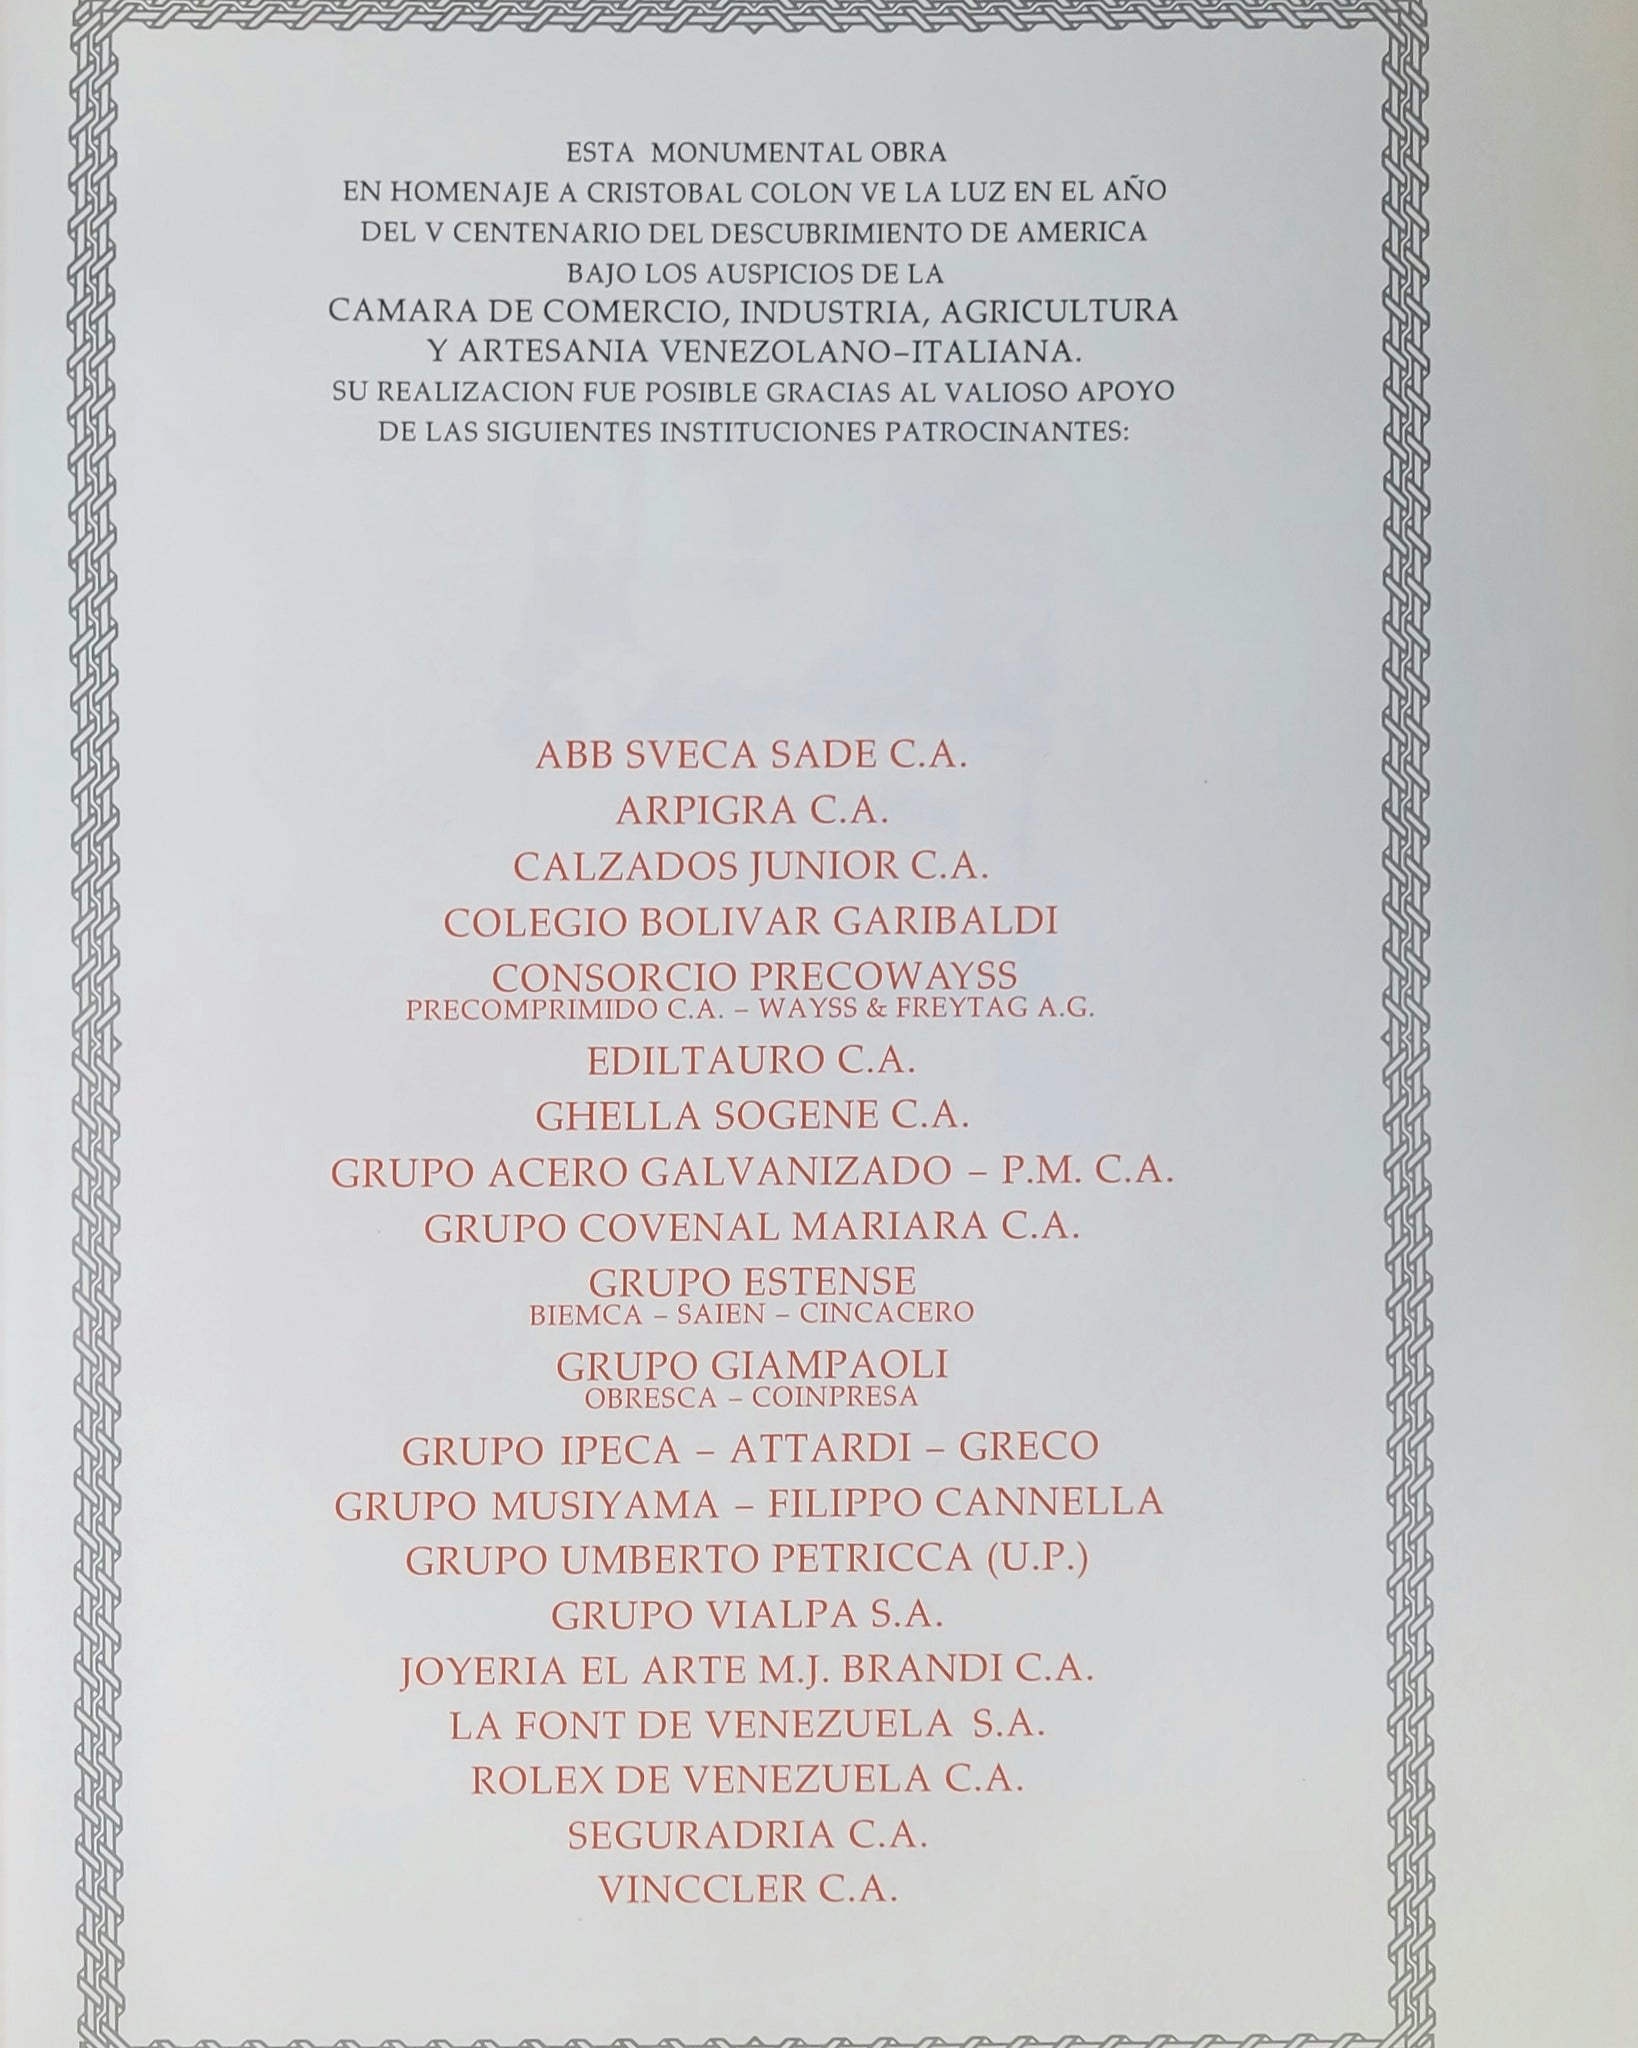 ESTA MONUMENTAL OBRA
EN HOMENAJE A CRISTOBAL COLON VE LA LUZ EN EL AÑO
DEL V CENTENARIO DEL DESCUBRIMIENTO DE AMERICA
BAJO LOS AUSPICIOS DE LA
CAMARA DE COMERCIO, INDUSTRIA, AGRICULTURA
Y ARTESANIA VENEZOLANO–ITALIANA.
SU REALIZACION FUE POSIBLE GRACIAS AL VALIOSO APOYO
DE LAS SIGUIENTES INSTITUCIONES PATROCINANTES:
ABB SVECA SADE C.A.
ARPIGRA C.A.
CALZADOS JUNIOR C.A.
COLEGIO BOLIVAR GARIBALDI
CONSORCIO PRECOWAYSS
PRECOMPRIMIDO C.A. – WAYSS & FREYTAG A.G.
EDILTAURO C.A.
GHELLA SOGENE C.A.
GRUPO ACERO GALVANIZADO – P.M. C.A.
GRUPO COVENAL MARIARA C.A.
GRUPO ESTENSE
BIEMCA – SAIEN – CINCACERO
GRUPO GIAMPAOLI
OBRESCA – COINPRESA
GRUPO IPECA – ATTARDI – GRECO
GRUPO MUSIYAMA – FILIPPO CANNELLA
GRUPO UMBERTO PETRICCA (U.P.)
GRUPO VIALPA S.A.
JOYERIA EL ARTE M.J. BRANDI C.A.
LA FONT DE VENEZUELA S.A.
ROLEX DE VENEZUELA C.A.
SEGURADRIA C.A.
VINCCLER C.A.